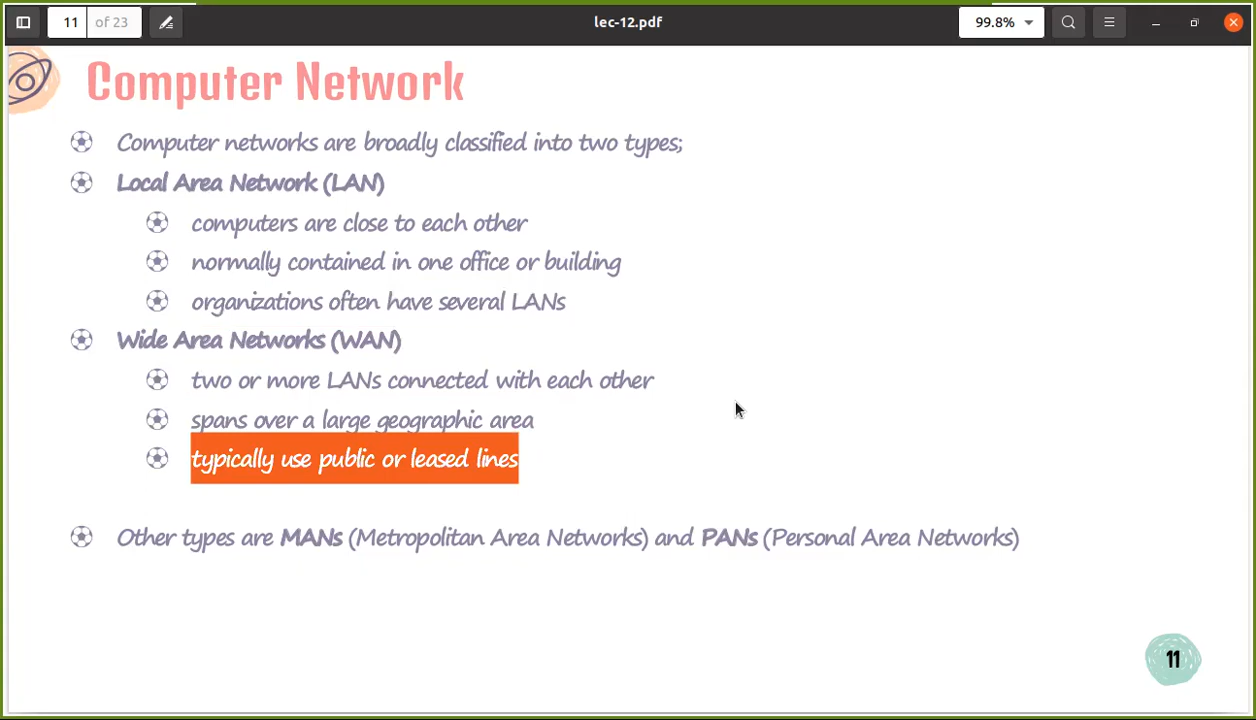 11 of 23 lec-12.pdf 99.8%
Computer Network
Computer networks are broadly classified into two types;
Local Area Network (LAN)
computers are close to each other
normally contained in one office or building
organizations often have several LANs
Wide Area Networks (WAN)
two or more LANs connected with each other
spans over a large geographic area
typically use public or leased lines
Other types are MANs (Metropolitan Area Networks) and PANs (Personal Area Networks)
11